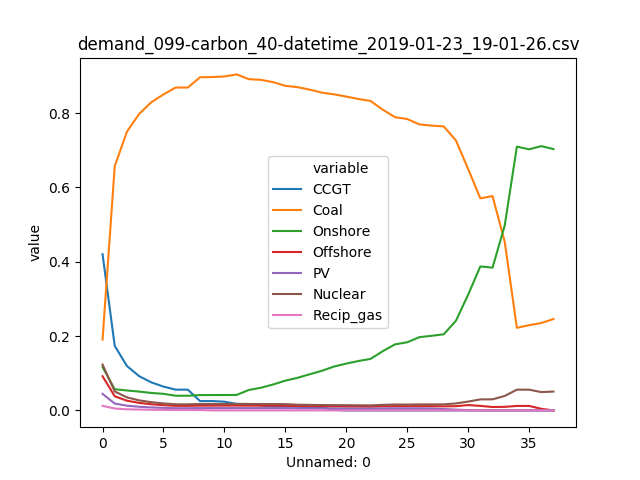 demand_099-carbon_40-datetime_2019-01-23_19-01-26.csv
value
0.8
0.6
0.4
0.2
0.0
variable
CCGT
Coal
Onshore
Offshore
PV
Nuclear
Recip_gas
0 5 10 15 20 25 30 35
Unnamed: 0